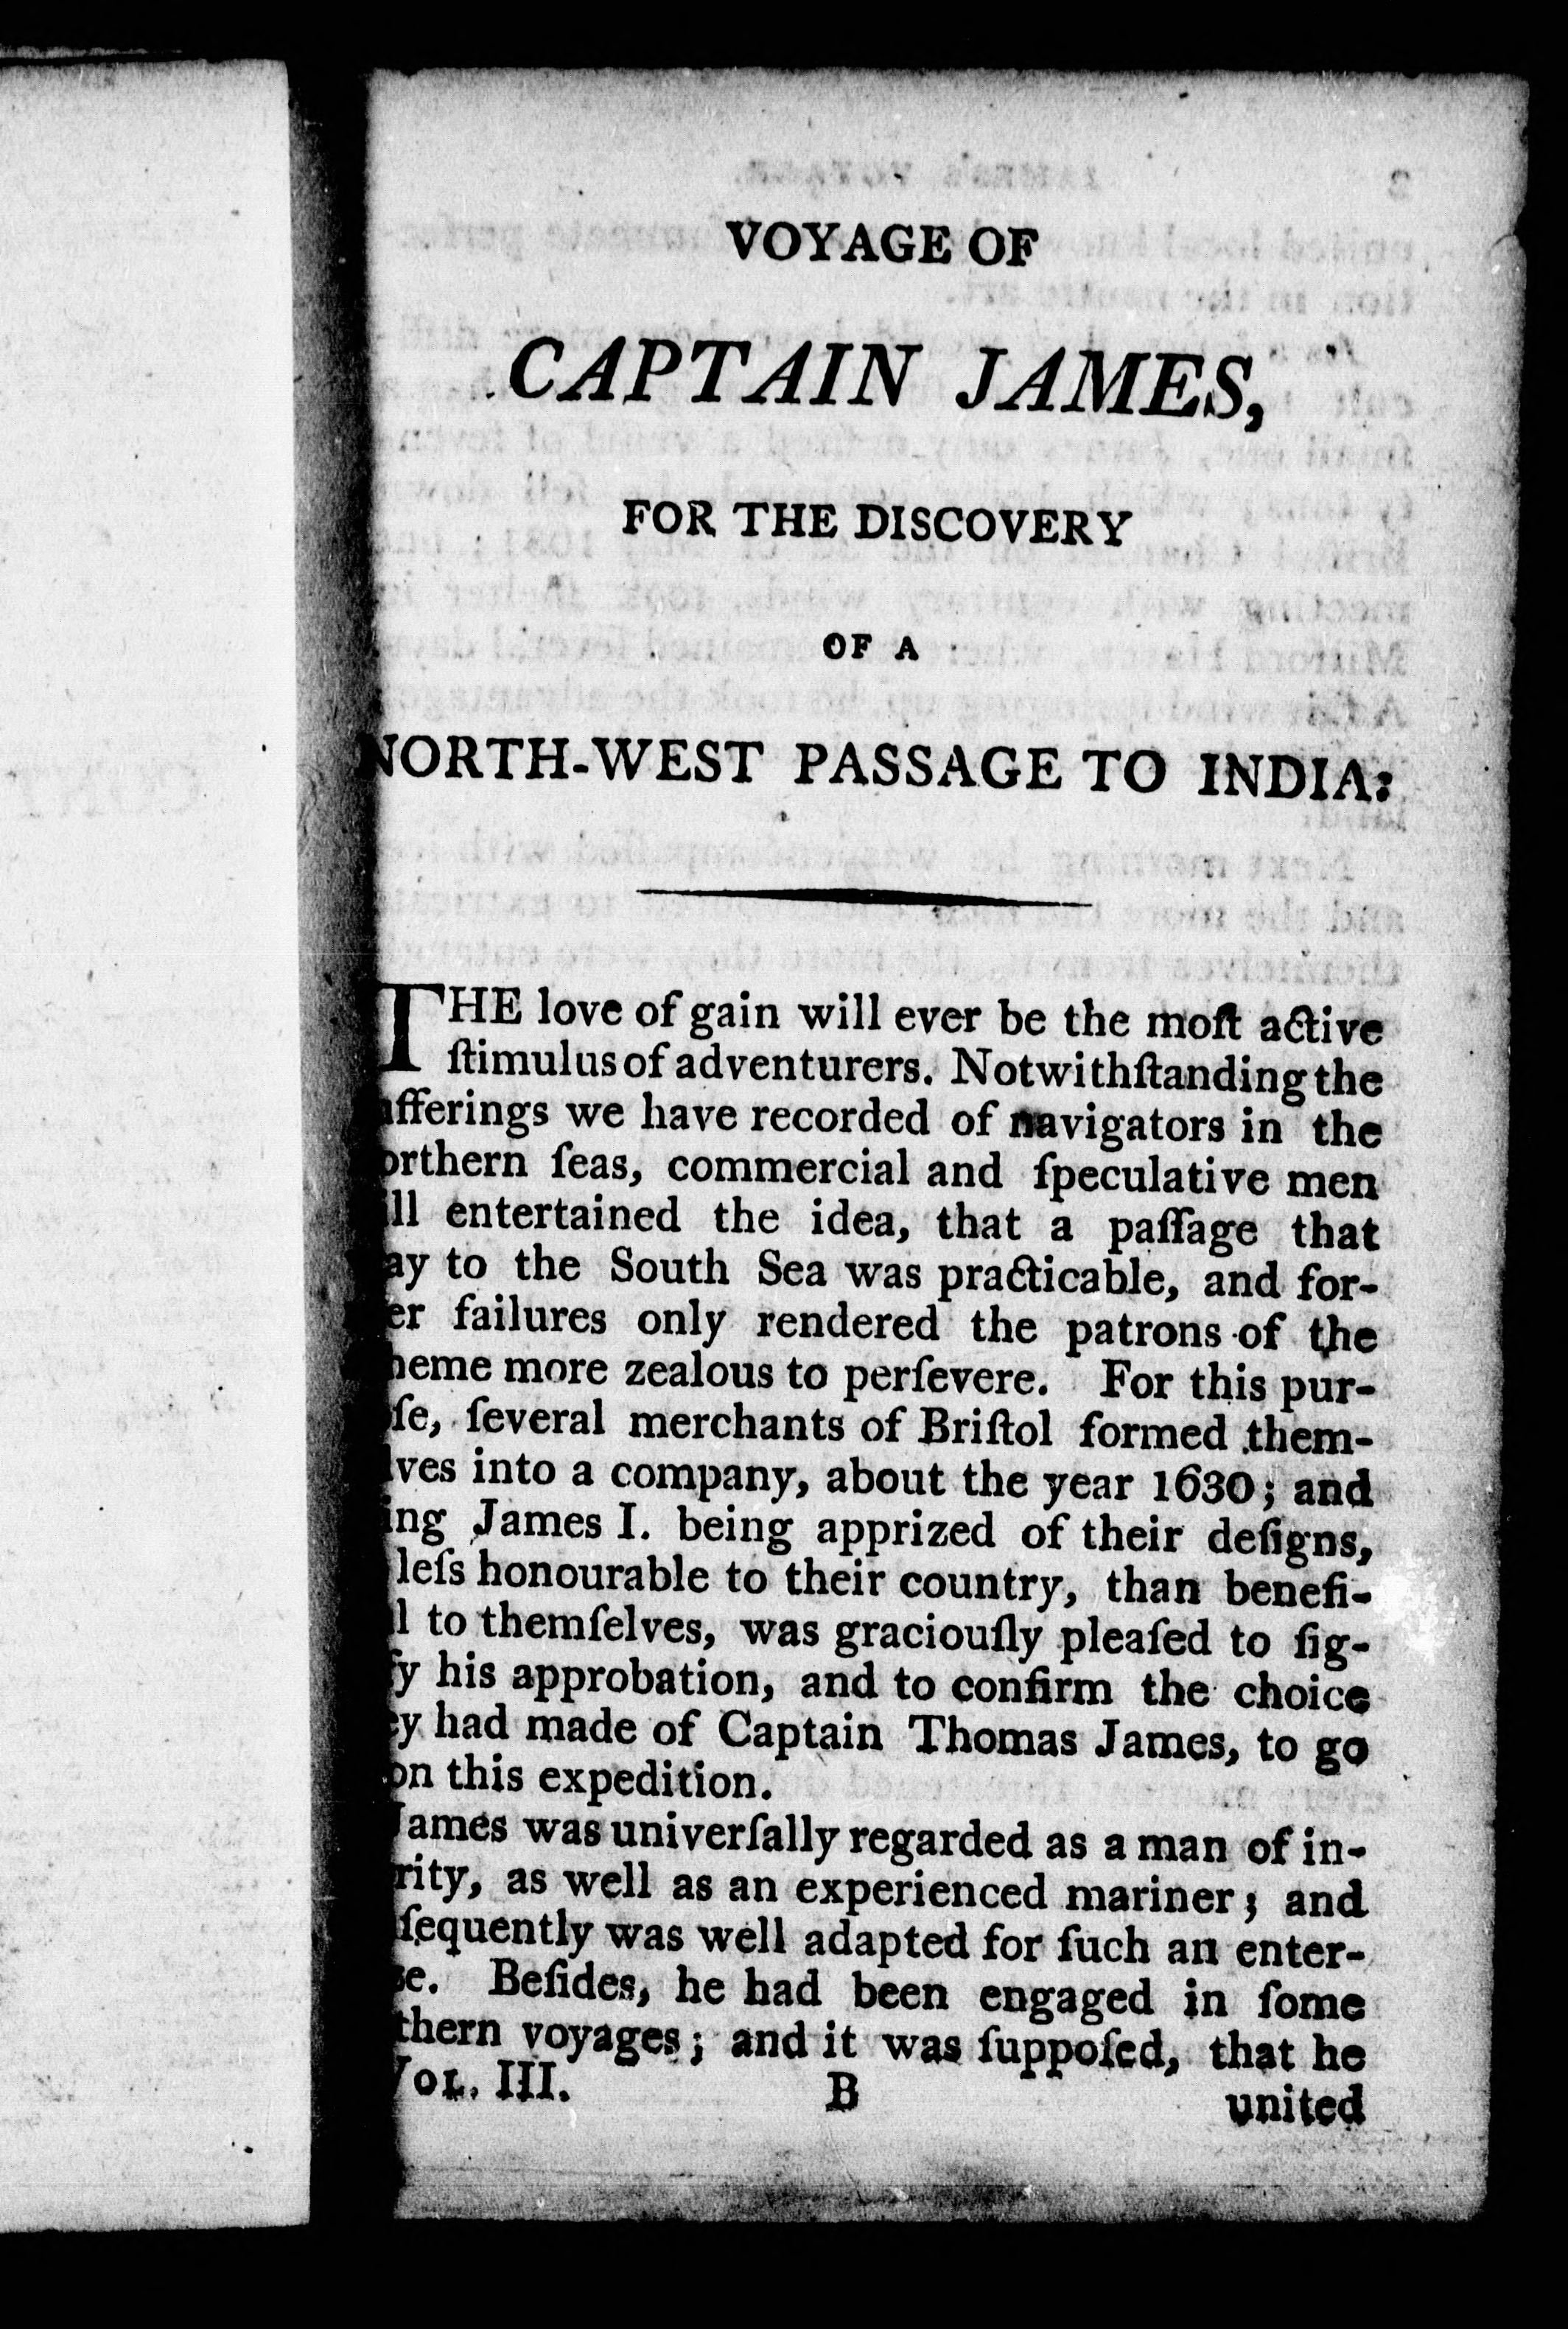 VOYAGE OF
CAPTAIN JAMES,
FOR THE DISCOVERY
OF A
NORTH-WEST PASSAGE TO INDIA:
THE love of gain will ever be the moſt active
ſtimulus of adventurers. Notwithſtanding the
ufferings we have recorded of navigators in the
orthern ſeas, commercial and ſpeculative men
ill entertained the idea, that a paſſage that
ay to the South Sea was practicable, and for-
er failures only rendered the patrons of the
heme more zealous to perſevere. For this pur-
ſe, ſeveral merchants of Briſtol formed them-
lves into a company, about the year 1630; and
ing James I. being apprized of their deſigns,
leſs honourable to their country, than benefi-
l to themſelves, was graciouſly pleaſed to ſig-
fy his approbation, and to confirm the choice
ey had made of Captain Thomas James, to go
on this expedition.
James was univerſally regarded as a man of in-
rity, as well as an experienced mariner; and
ſequently was well adapted for ſuch an enter-
se. Beſides, he had been engaged in ſome
thern voyages; and it was ſuppoſed, that he
VOL. III. B united